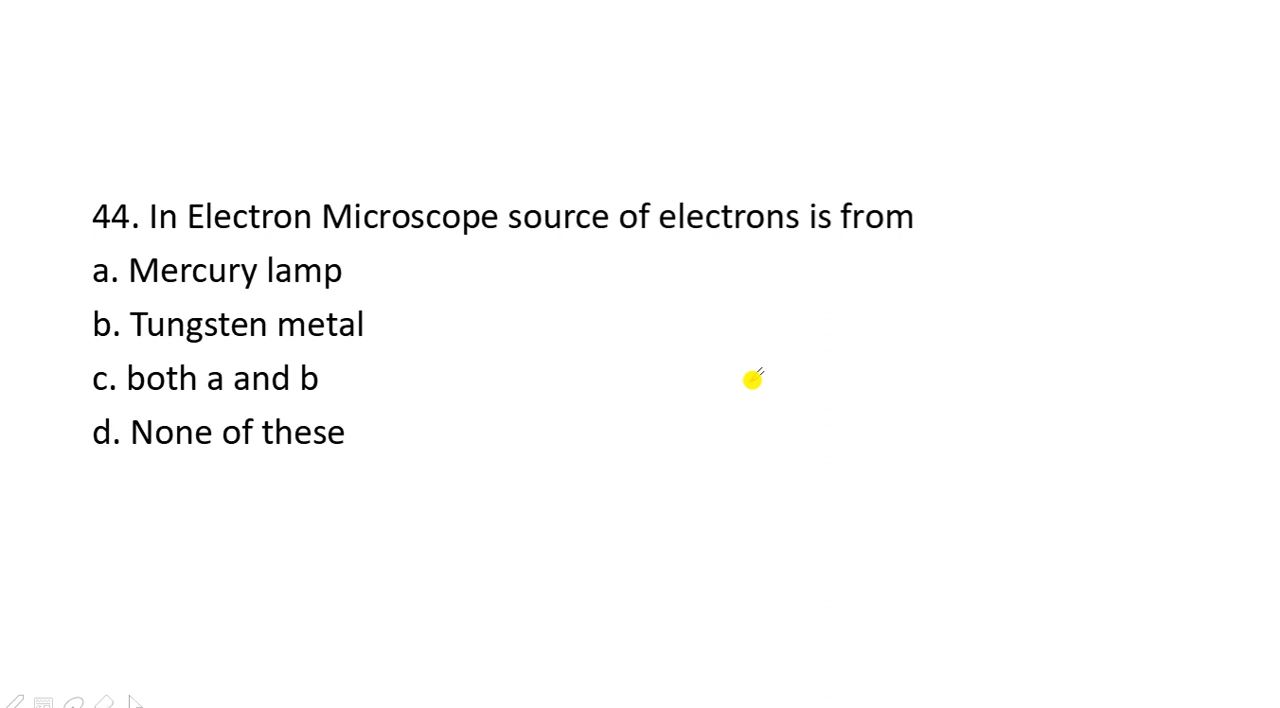 44. In Electron Microscope source of electrons is from
a. Mercury lamp
b. Tungsten metal
c. both a and b
d. None of these